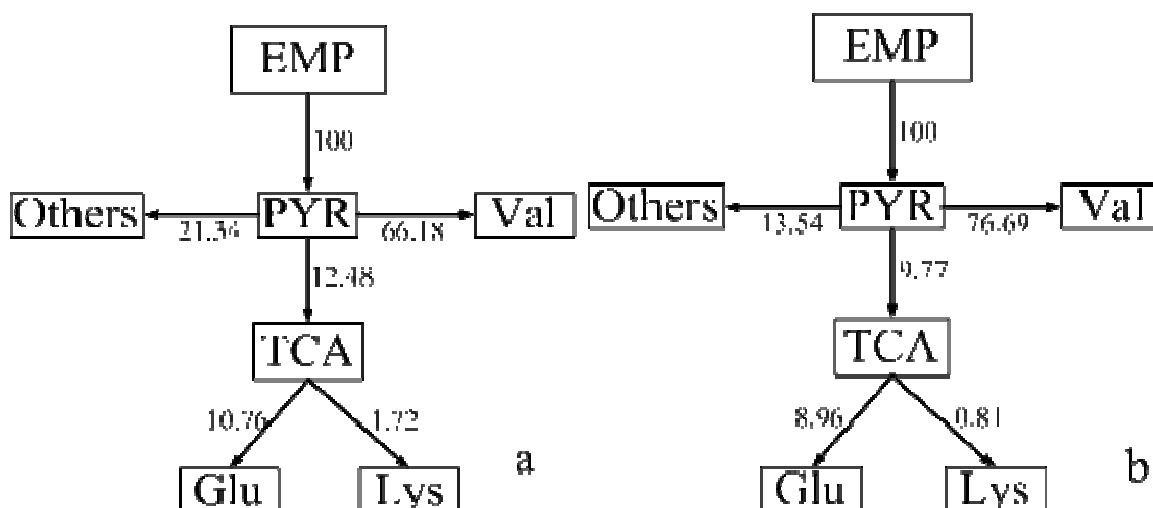 EMP
100
Others
PYR
Val
21.34
66.18
12.48
TCA
10.76
1.72
Glu
Lys
a
EMP
100
Others
PYR
Val
13.54
76.69
9.77
TCA
8.96
0.81
Glu
Lys
b